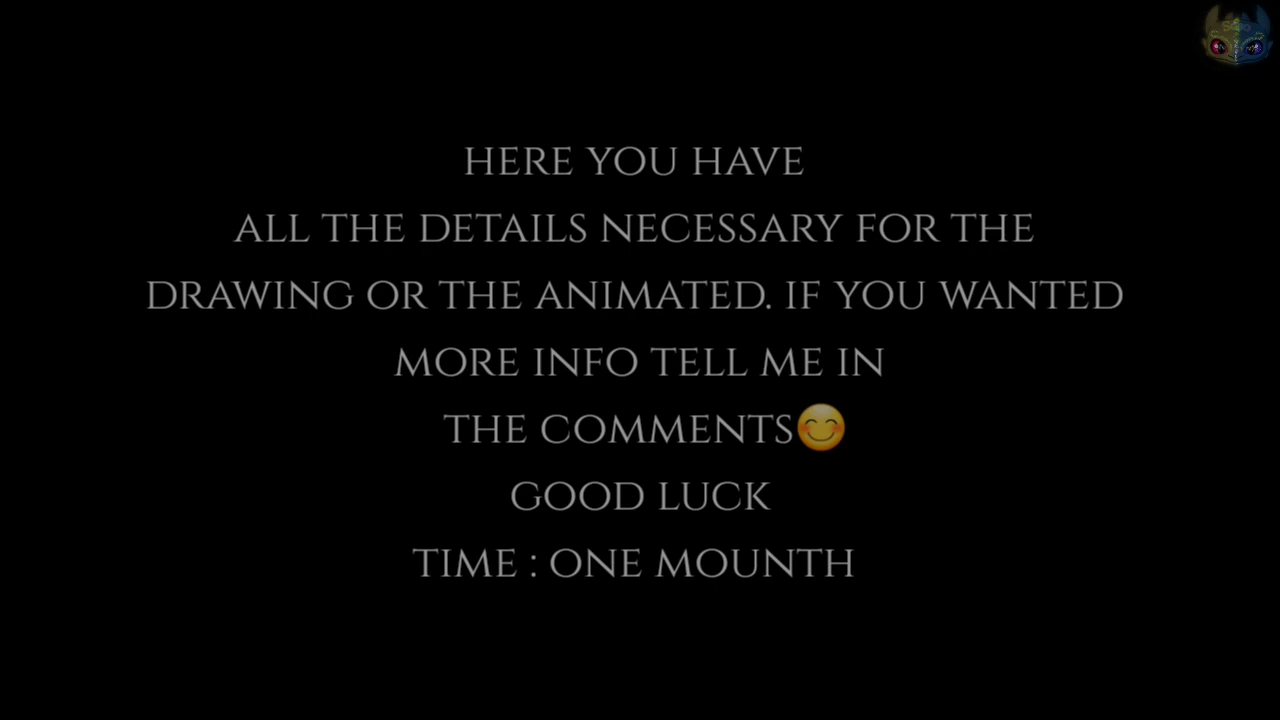 HERE YOU HAVE
ALL THE DETAILS NECESSARY FOR THE
DRAWING OR THE ANIMATED. IF YOU WANTED
MORE INFO TELL ME IN
THE COMMENTS😊
GOOD LUCK
TIME : ONE MOUNTH